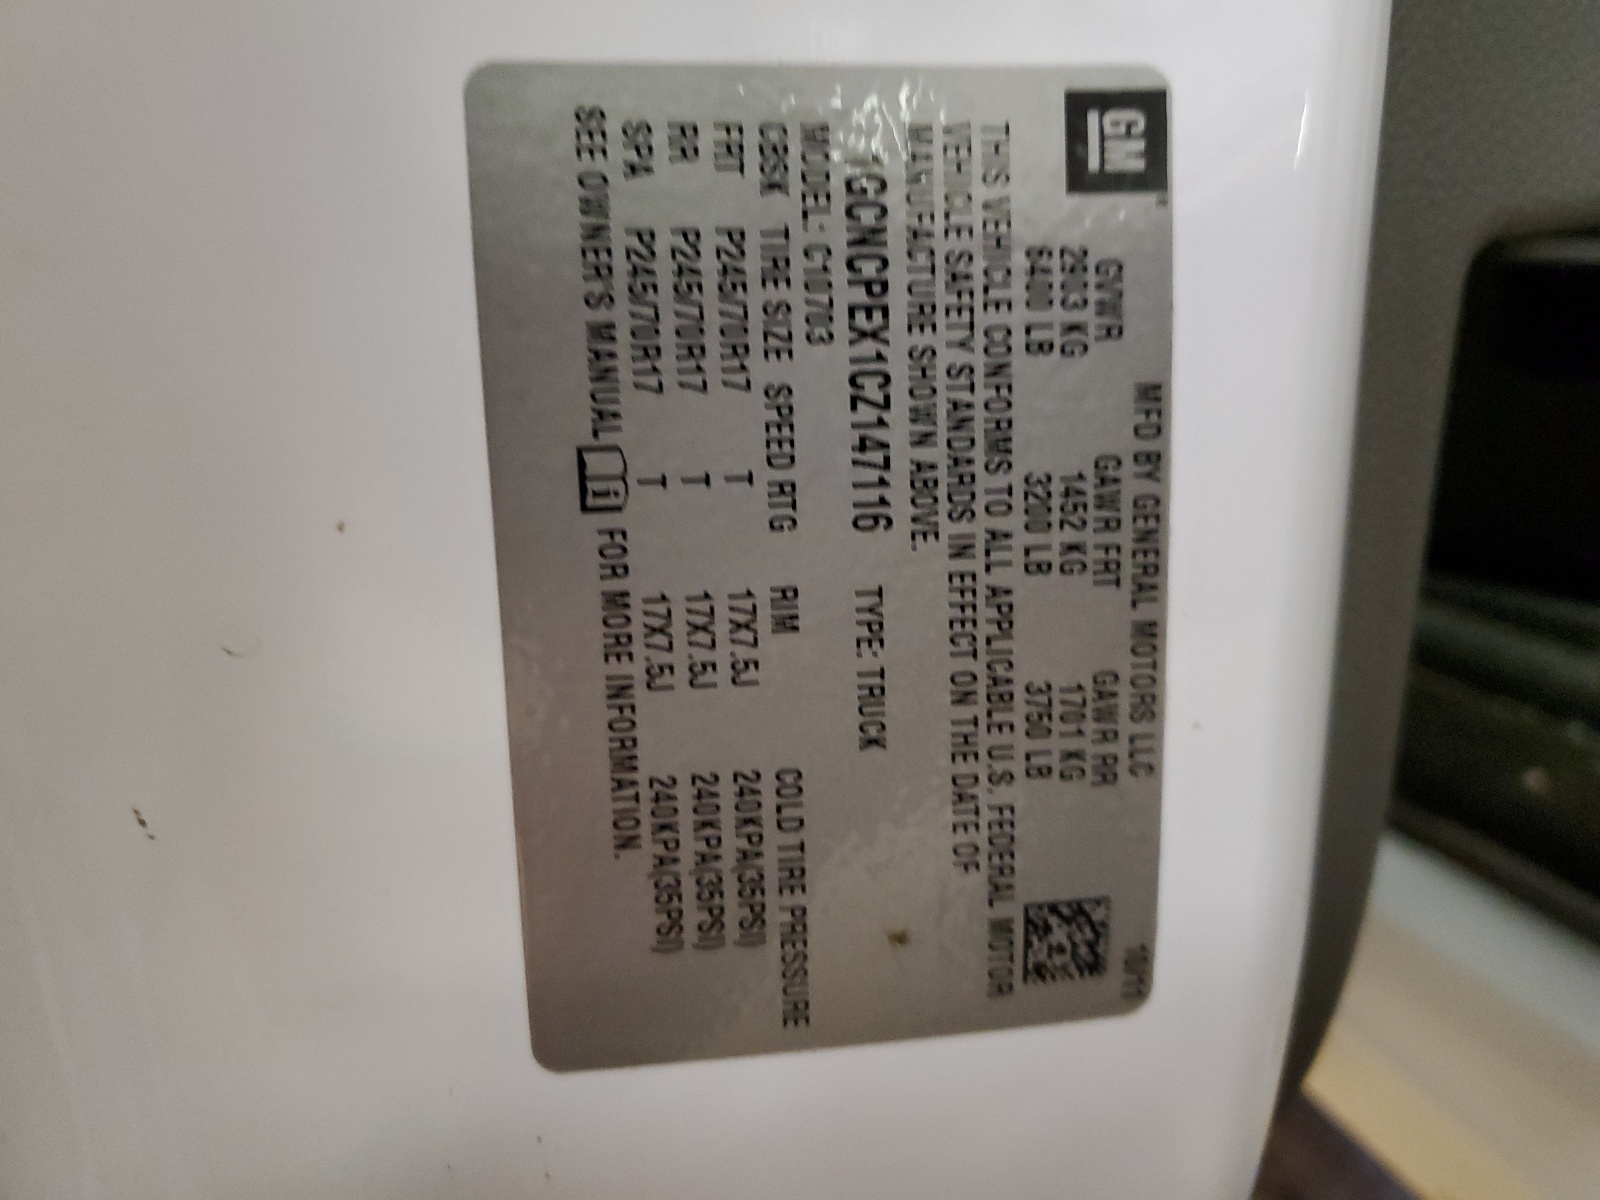 GM
MFD BY GENERAL MOTORS LLC 10/11
GVWR GAWR FRT GAWR RR
2903 KG 1452 KG 1701 KG
6400 LB 3200 LB 3750 LB
THIS VEHICLE CONFORMS TO ALL APPLICABLE U.S. FEDERAL MOTOR
VEHICLE SAFETY STANDARDS IN EFFECT ON THE DATE OF
MANUFACTURE SHOWN ABOVE.
1GCNCPEX1CZ147116 TYPE: TRUCK
MODEL: C10703
CBSK TIRE SIZE SPEED RTG RIM COLD TIRE PRESSURE
FRT P245/70R17 T 17X7.5J 240KPA(35PSI)
RR P245/70R17 T 17X7.5J 240KPA(35PSI)
SPA P245/70R17 T 17X7.5J 240KPA(35PSI)
SEE OWNER'S MANUAL FOR MORE INFORMATION.